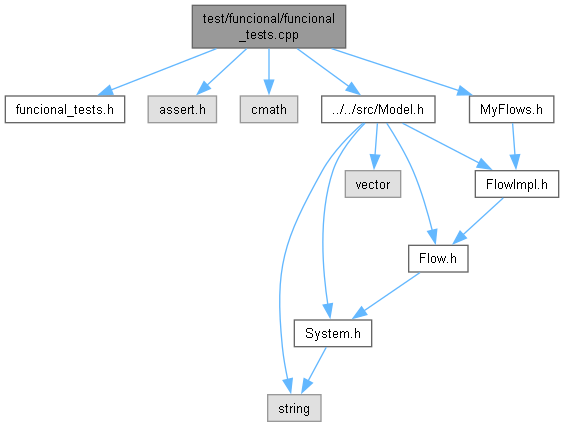 test/funcional/funcional
_tests.cpp
funcional_tests.h
assert.h
cmath
../../src/Model.h
MyFlows.h
vector
FlowImpl.h
Flow.h
System.h
string